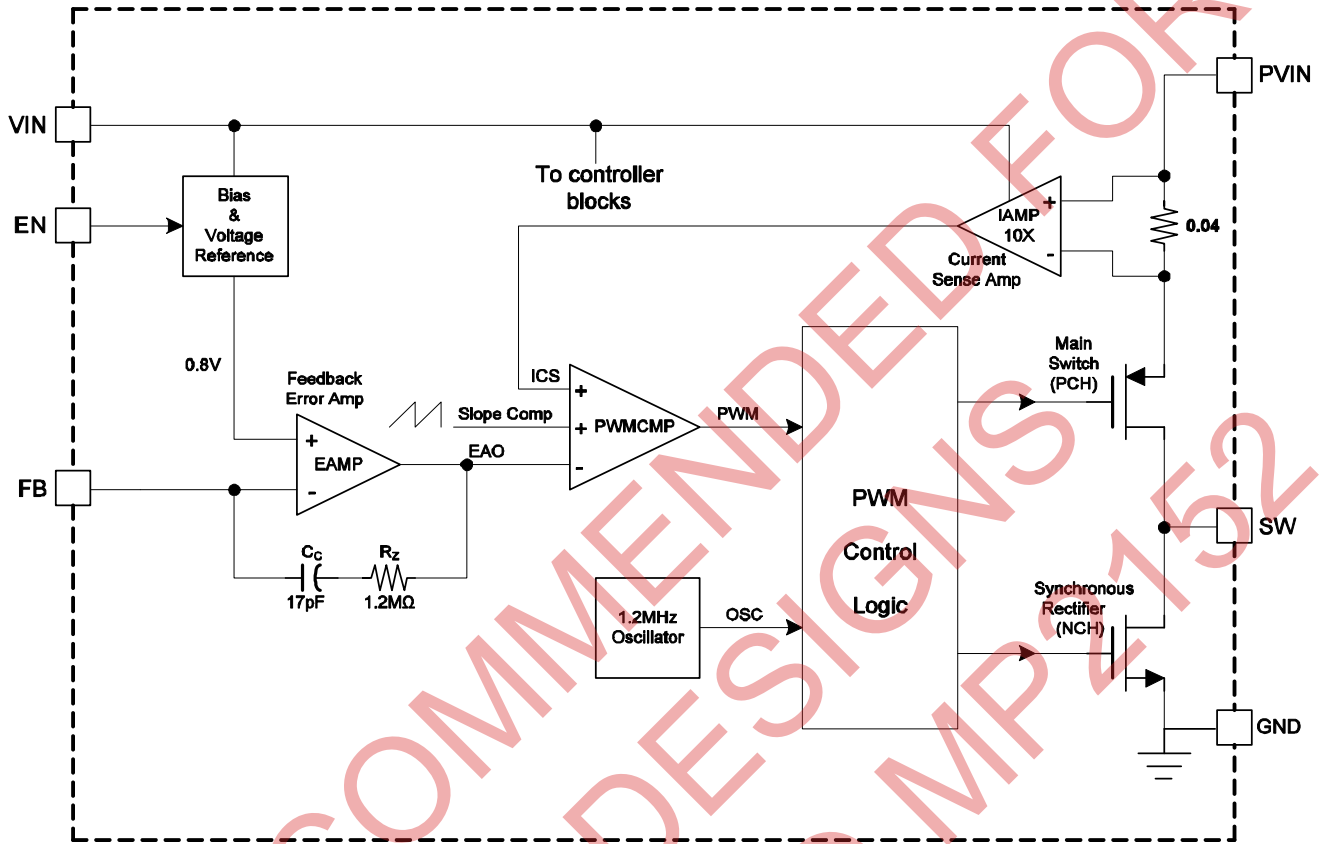 PVIN
VIN
To controller
blocks
Bias
&
Voltage
Reference
EN
+
IAMP
10X
-
Current
Sense Amp
0.04
0.8V
Feedback
Error Amp
+
EAMP
-
FB
ICS
+
Slope Comp
+
PWMCMP
EAO
-
PWM
Main
Switch
(PCH)
PWM
Control
Logic
SW
CC
17pF
RZ
1.2MΩ
1.2MHz
Oscillator
OSC
Synchronous
Rectifier
(NCH)
GND
COMMENDED FOR
DESIGNS
MP2152